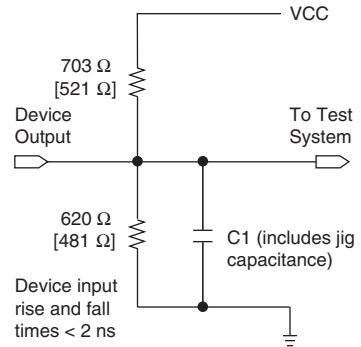 VCC
703 Ω
[521 Ω]
Device
Output
To Test
System
620 Ω
[481 Ω]
C1 (includes jig
capacitance)
Device input
rise and fall
times < 2 ns